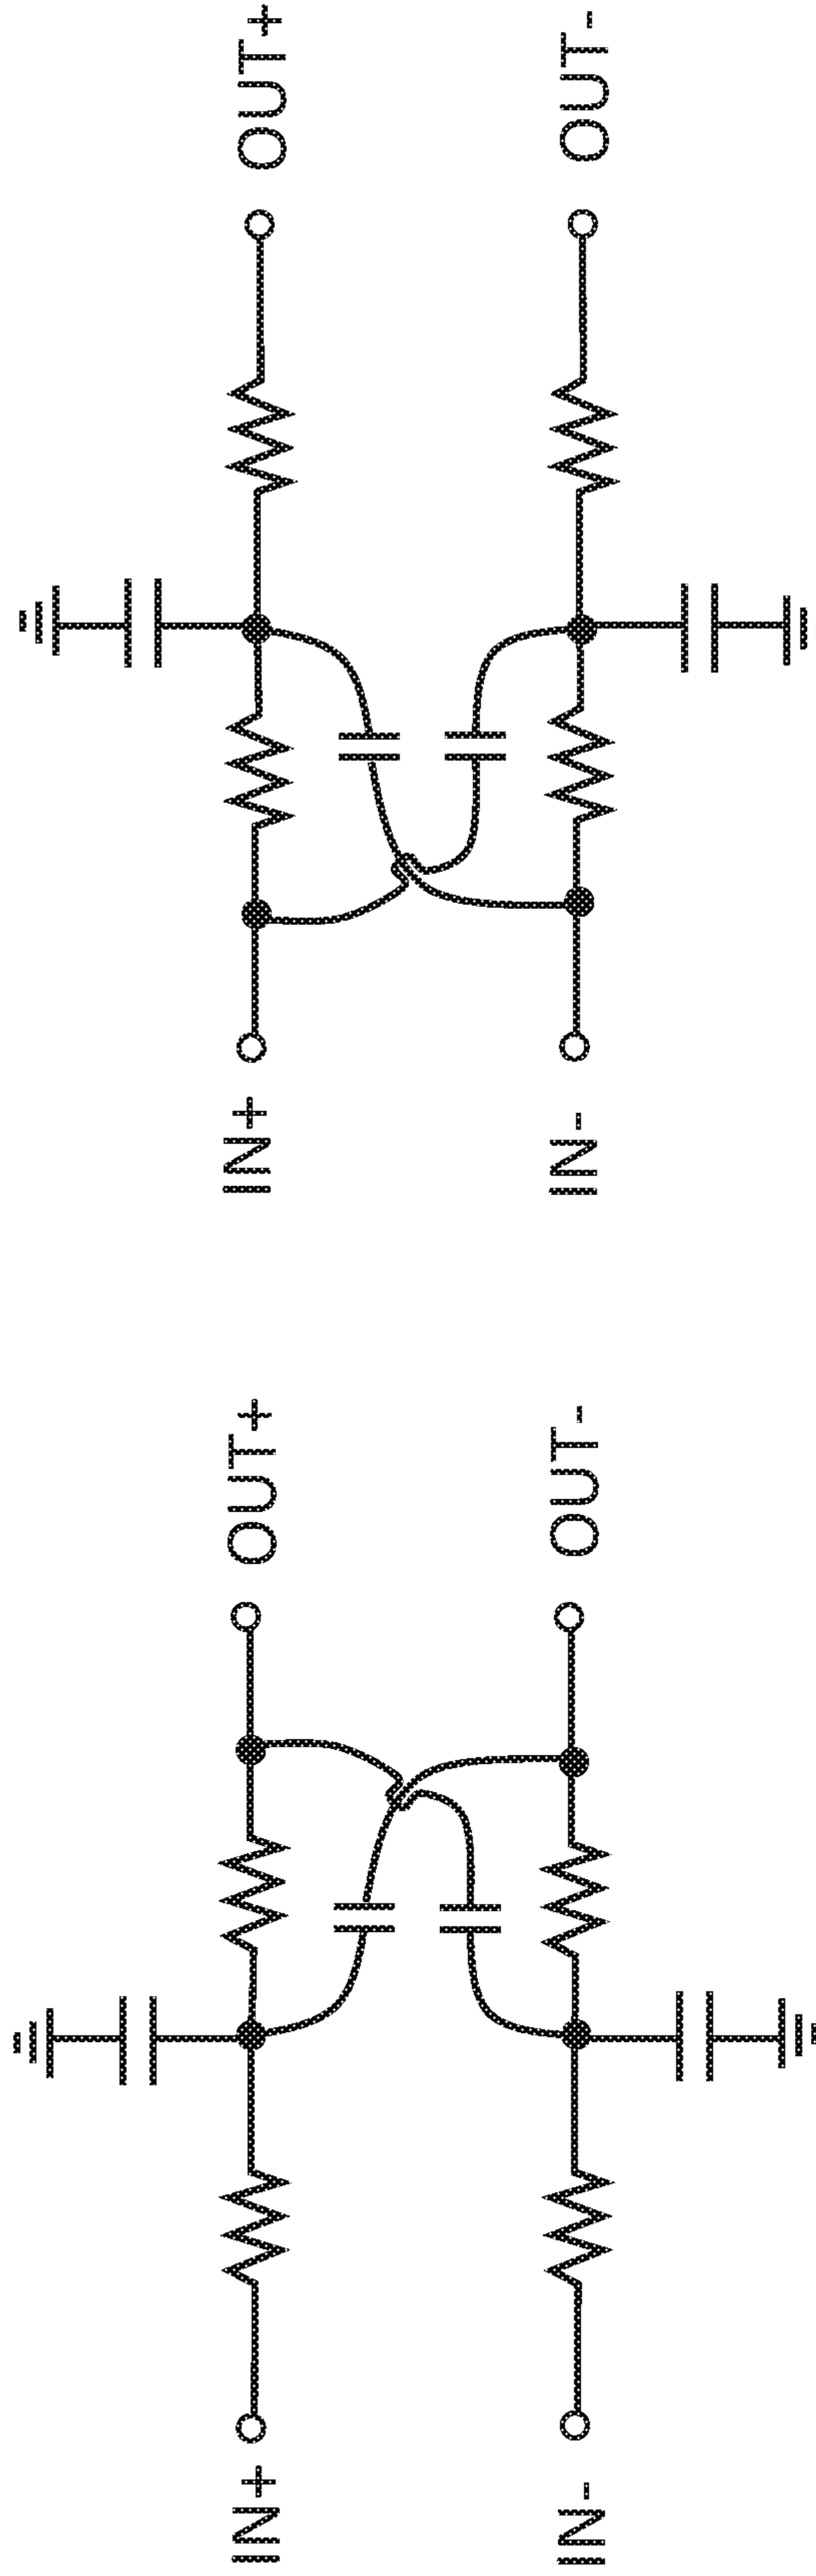 IN+
OUT+
IN-
OUT-
IN+
OUT+
IN-
OUT-